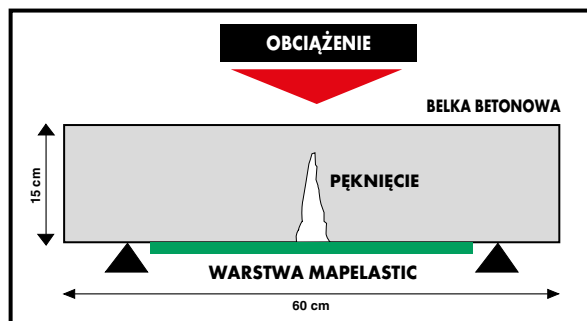 OBCIĄŻENIE
BELKA BETONOWA
15 cm
PĘKNIĘCIE
WARSTWA MAPELASTIC
60 cm